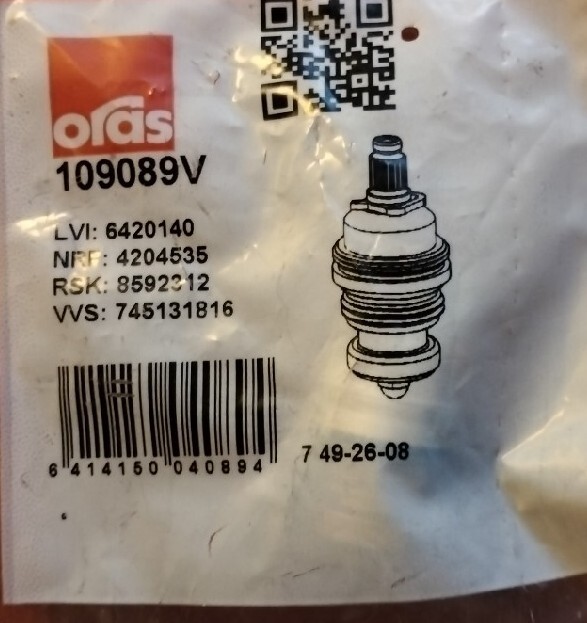 oras
109089V
LVI: 6420140
NRF: 4204535
RSK: 8592312
VVS: 745131816
6 414150 040894
7 49-26-08